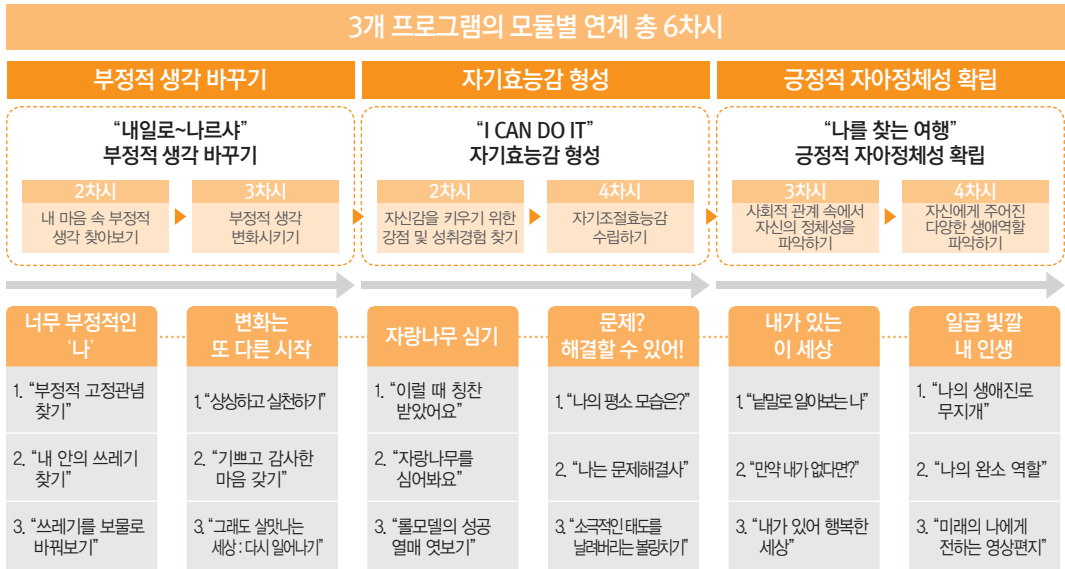 3개 프로그램의 모듈별 연계 총 6차시
부정적 생각 바꾸기
자기효능감 형성
긍정적 자아정체성 확립
“내일로~나르샤”
부정적 생각 바꾸기
2차시
내 마음 속 부정적
생각 찾아보기
3차시
부정적 생각
변화시키기
“I CAN DO IT”
자기효능감 형성
2차시
자신감을 키우기 위한
강점 및 성취경험 찾기
4차시
자기조절효능감
수립하기
“나를 찾는 여행”
긍정적 자아정체성 확립
3차시
사회적 관계 속에서
자신의 정체성을
파악하기
4차시
자신에게 주어진
다양한 생애역할
파악하기
너무 부정적인
‘나’
1. “부정적 고정관념
찾기”
2. “내 안의 쓰레기
찾기”
3. “쓰레기를 보물로
바꿔보기”
변화는
또 다른 시작
1. “상상하고 실천하기”
2. “기쁘고 감사한
마음 갖기”
3. “그래도 살맛나는
세상 : 다시 일어나기”
자랑나무 심기
1. “이럴 때 칭찬
받았어요”
2. “자랑나무를
심어봐요”
3. “롤모델의 성공
열매 엿보기”
문제?
해결할 수 있어!
1. “나의 평소 모습은?”
2. “나는 문제해결사”
3. “소극적인 태도를
날려버리는 볼링치기”
내가 있는
이 세상
1. “낱말로 알아보는 나”
2. “만약 내가 없다면?”
3. “내가 있어 행복한
세상”
일곱 빛깔
내 인생
1. “나의 생애진로
무지개”
2. “나의 완소 역할”
3. “미래의 나에게
전하는 영상편지”